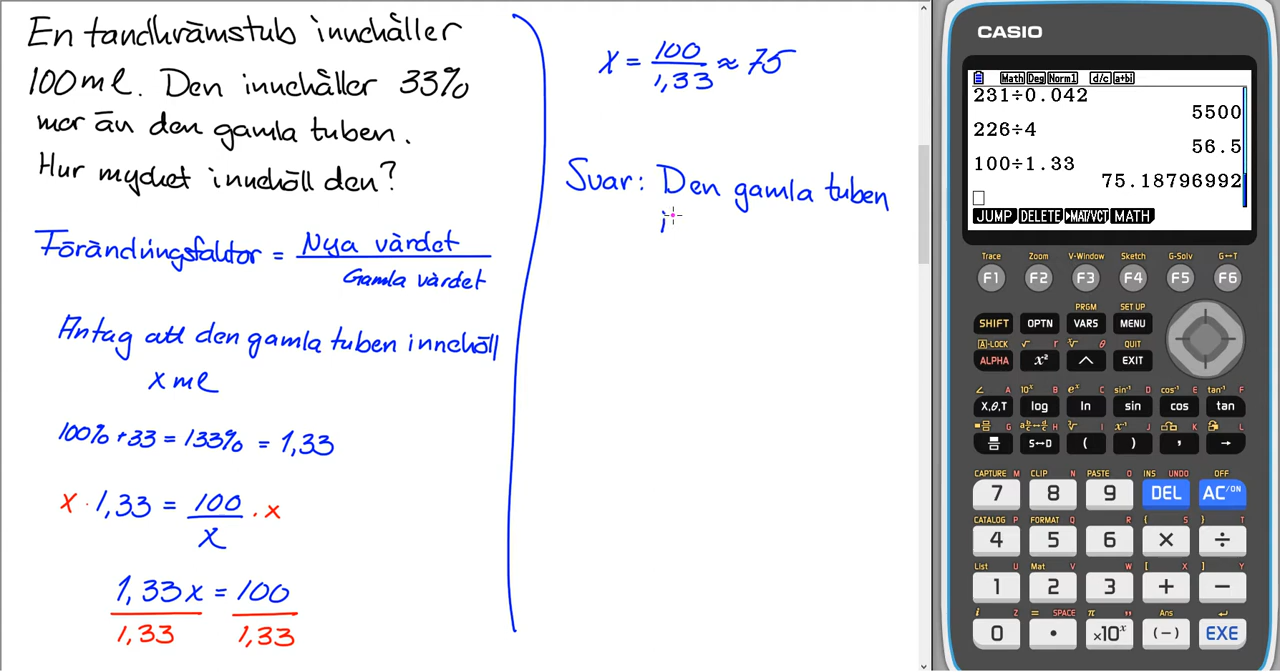 En tandkrämstub innehåller
100 ml. Den innehåller 33%
mer än den gamla tuben.
Hur mycket innehöll den?
Förändringsfaktor = Nya värdet / Gamla värdet
Antag att den gamla tuben innehöll
x ml
100% + 33 = 133% = 1,33
x · 1,33 = 100 / x · x
1,33x = 100
1,33 1,33
x = 100 / 1,33 ≈ 75
Svar: Den gamla tuben
i
CASIO
Math Deg Norm1 d/c a+bi
231÷0.042
5500
226÷4
56.5
100÷1.33
75.18796992
JUMP DELETE ▶MAT/VCT MATH
Trace Zoom V-Window Sketch G-Solv G↔T
F1 F2 F3 F4 F5 F6
PRGM SET UP
SHIFT OPTN VARS MENU
A-LOCK √ r ∛ θ QUIT
ALPHA x² ^ EXIT
∠ A 10ˣ B eˣ C sin⁻¹ D cos⁻¹ E tan⁻¹ F
X,θ,T log ln sin cos tan
G H ∛ I x⁻¹ J K L
S↔D ( ) , →
CAPTURE M CLIP N PASTE O INS UNDO OFF
7 8 9 DEL AC/ON
CATALOG P FORMAT Q R { S } T
4 5 6 × ÷
List U Mat V W [ X ] Y
1 2 3 + −
i Z = SPACE π " Ans
0 • ×10ˣ (−) EXE